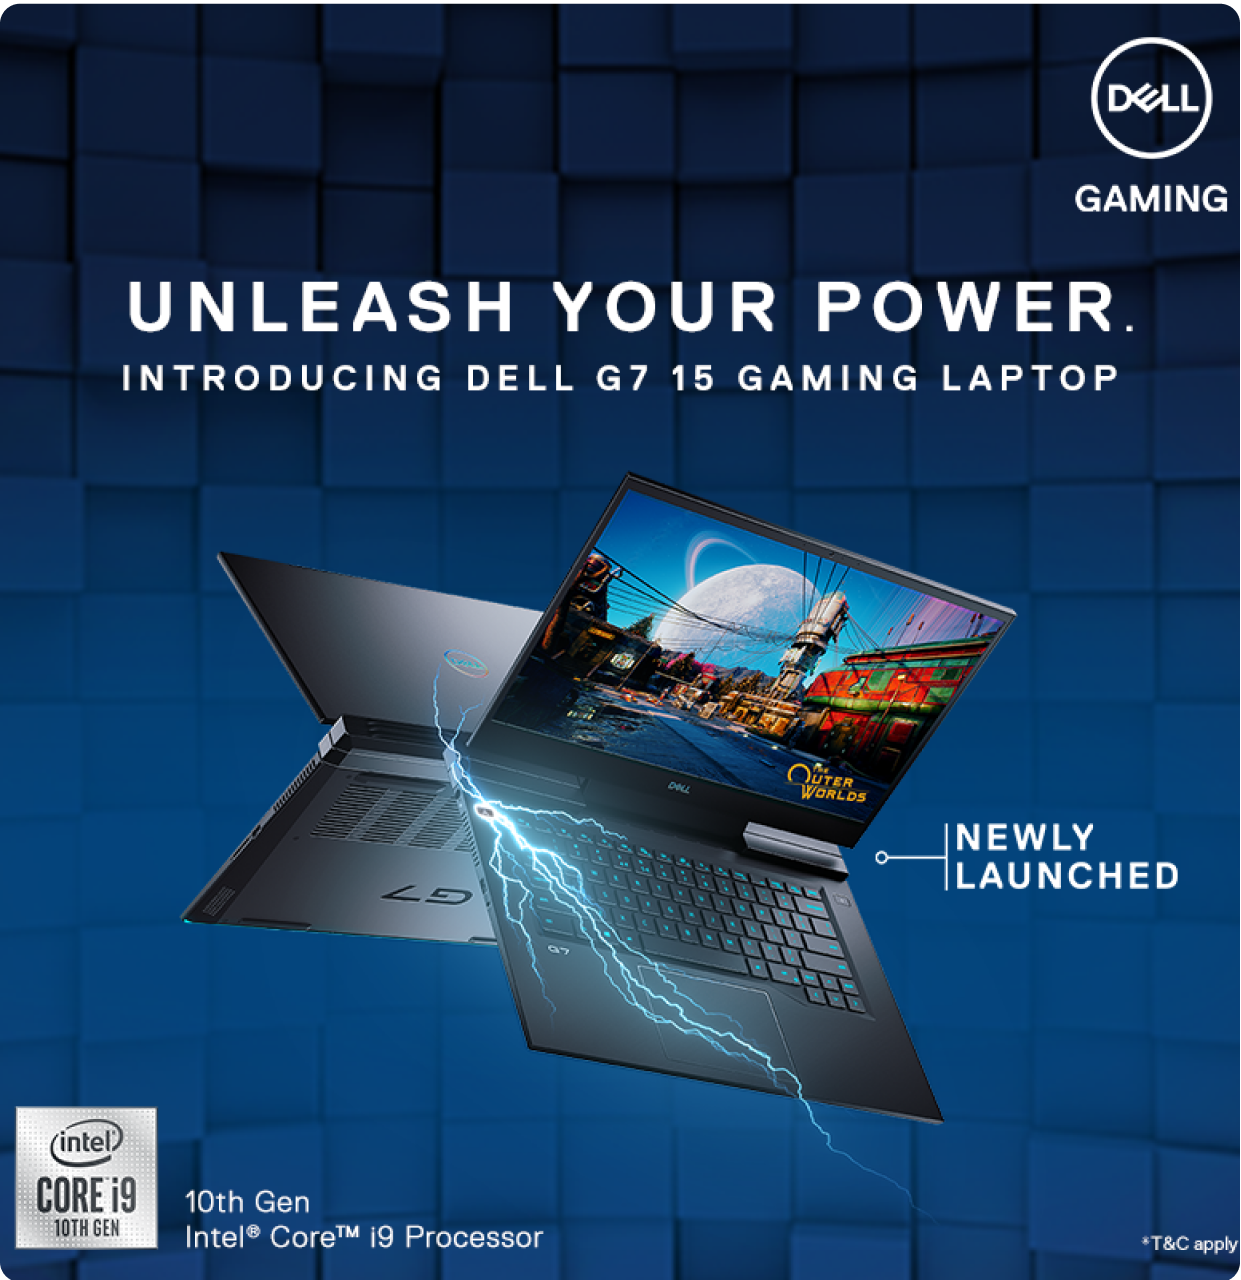 DELL
GAMING
UNLEASH YOUR POWER.
INTRODUCING DELL G7 15 GAMING LAPTOP
DELL
THE
OUTER
WORLDS
DELL
G7
G7
NEWLY
LAUNCHED
intel
CORE i9
10TH GEN
10th Gen
Intel® Core™ i9 Processor
*T&C apply